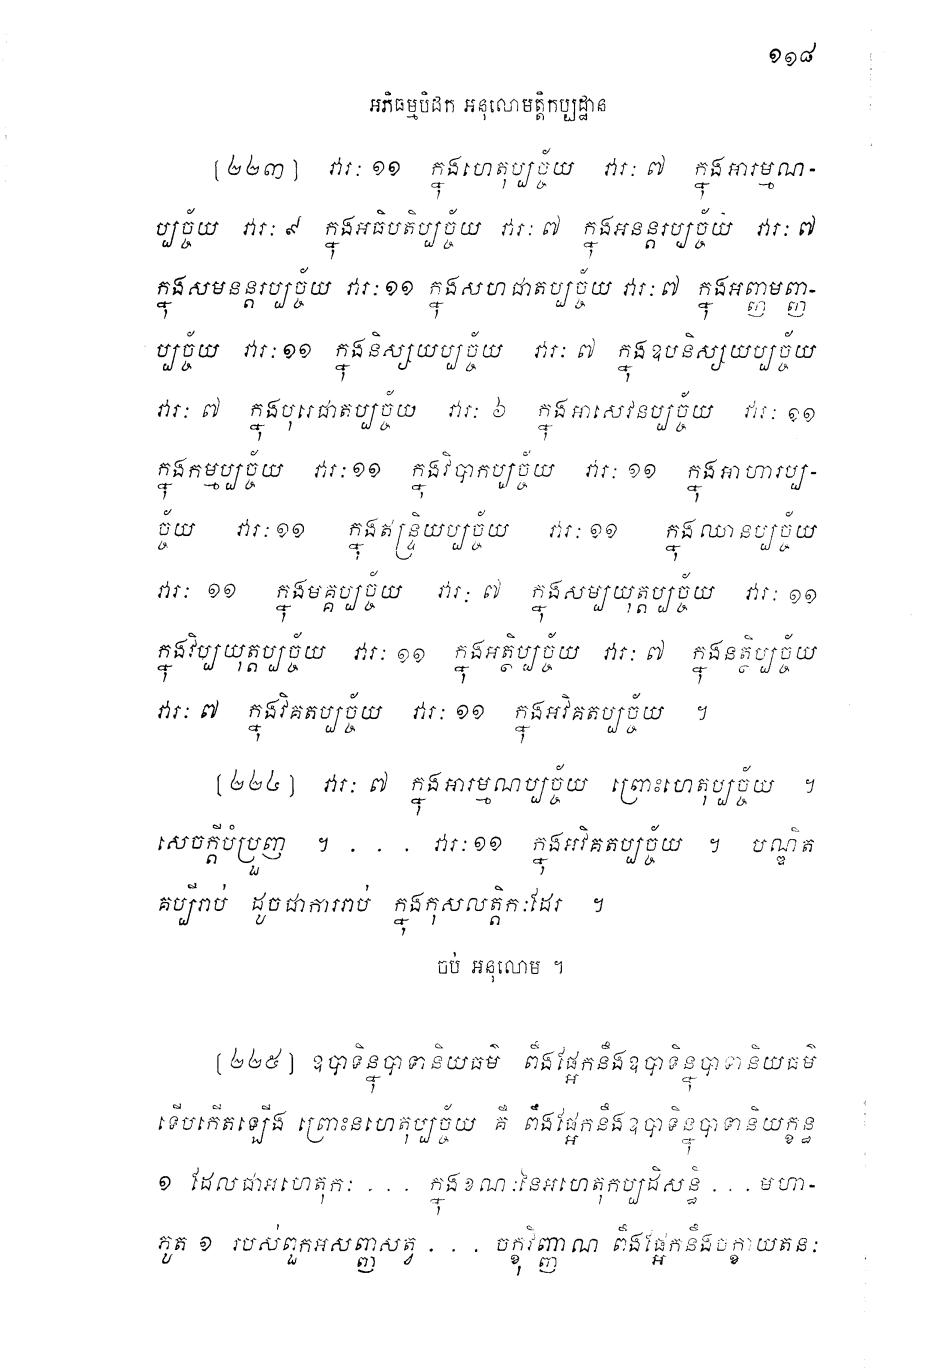 ១១៨
អភិធម្មបិដក អនុលោមត្តិកប្បដ្ឋាន
[២២៣] វារៈ ១១ ក្នុងហេតុប្បច្ច័យ វារៈ ៧ ក្នុងអារម្មណ-
ប្បច្ច័យ វារៈ ៩ ក្នុងអធិបតិប្បច្ច័យ វារៈ ៧ ក្នុងអនន្តរប្បច្ច័យ វារៈ ៧
ក្នុងសមនន្តរប្បច្ច័យ វារៈ ១១ ក្នុងសហជាតប្បច្ច័យ វារៈ ៧ ក្នុងអញ្ញមញ្ញ-
ប្បច្ច័យ វារៈ ១១ ក្នុងនិស្សយប្បច្ច័យ វារៈ ៧ ក្នុងឧបនិស្សយប្បច្ច័យ
វារៈ ៧ ក្នុងបុរេជាតប្បច្ច័យ វារៈ ៦ ក្នុងអាសេវនប្បច្ច័យ វារៈ ១១
ក្នុងកម្មប្បច្ច័យ វារៈ ១១ ក្នុងវិបាកប្បច្ច័យ វារៈ ១១ ក្នុងអាហារប្ប-
ច្ច័យ វារៈ ១១ ក្នុងឥន្ទ្រិយប្បច្ច័យ វារៈ ១១ ក្នុងឈានប្បច្ច័យ
វារៈ ១១ ក្នុងមគ្គប្បច្ច័យ វារៈ ៧ ក្នុងសម្បយុត្តប្បច្ច័យ វារៈ ១១
ក្នុងវិប្បយុត្តប្បច្ច័យ វារៈ ១១ ក្នុងអត្ថិប្បច្ច័យ វារៈ ៧ ក្នុងនត្ថិប្បច្ច័យ
វារៈ ៧ ក្នុងវិគតប្បច្ច័យ វារៈ ១១ ក្នុងអវិគតប្បច្ច័យ ។
[២២៤] វារៈ ៧ ក្នុងអារម្មណប្បច្ច័យ ព្រោះហេតុប្បច្ច័យ ។
សេចក្តីបំប្រួញ ។ . . . វារៈ ១១ ក្នុងអវិគតប្បច្ច័យ ។ បណ្ឌិត
គប្បីរាប់ ដូចជាការរាប់ ក្នុងកុសលត្តិកៈដែរ ។
ចប់ អនុលោម ។
[២២៥] ឧបាទិន្នុបាទានិយធម៌ ពឹងផ្អែកនឹងឧបាទិន្នុបាទានិយធម៌
ទើបកើតឡើង ព្រោះនហេតុប្បច្ច័យ គឺ ពឹងផ្អែកនឹងឧបាទិន្នុបាទានិយក្ខន្ធ
១ ដែលជាអហេតុកៈ . . . ក្នុងខណៈនៃអហេតុកប្បដិសន្ធិ . . . មហា-
ភូត ១ របស់ពួកអសញ្ញសត្វ . . . ចក្ខុវិញ្ញាណ ពឹងផ្អែកនឹងចក្ខាយតនៈ